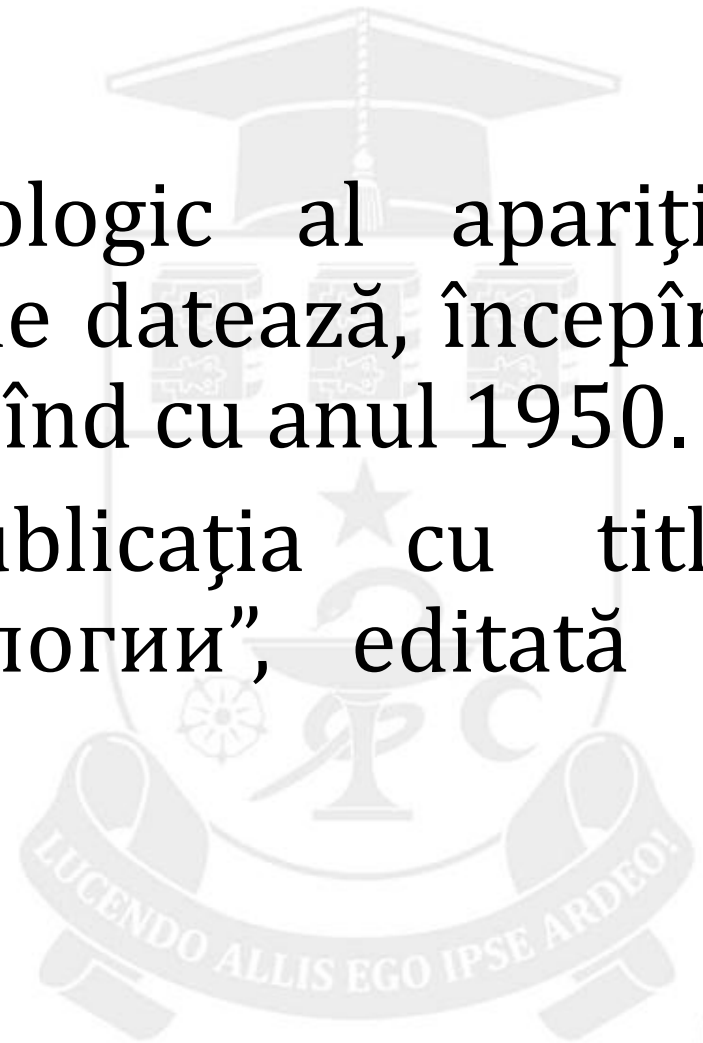 ologic al apariţi
e datează, începîn
înd cu anul 1950.
ublicaţia cu titl
логии”, editată
LUCENDO ALLIS EGO IPSE ARDEO!